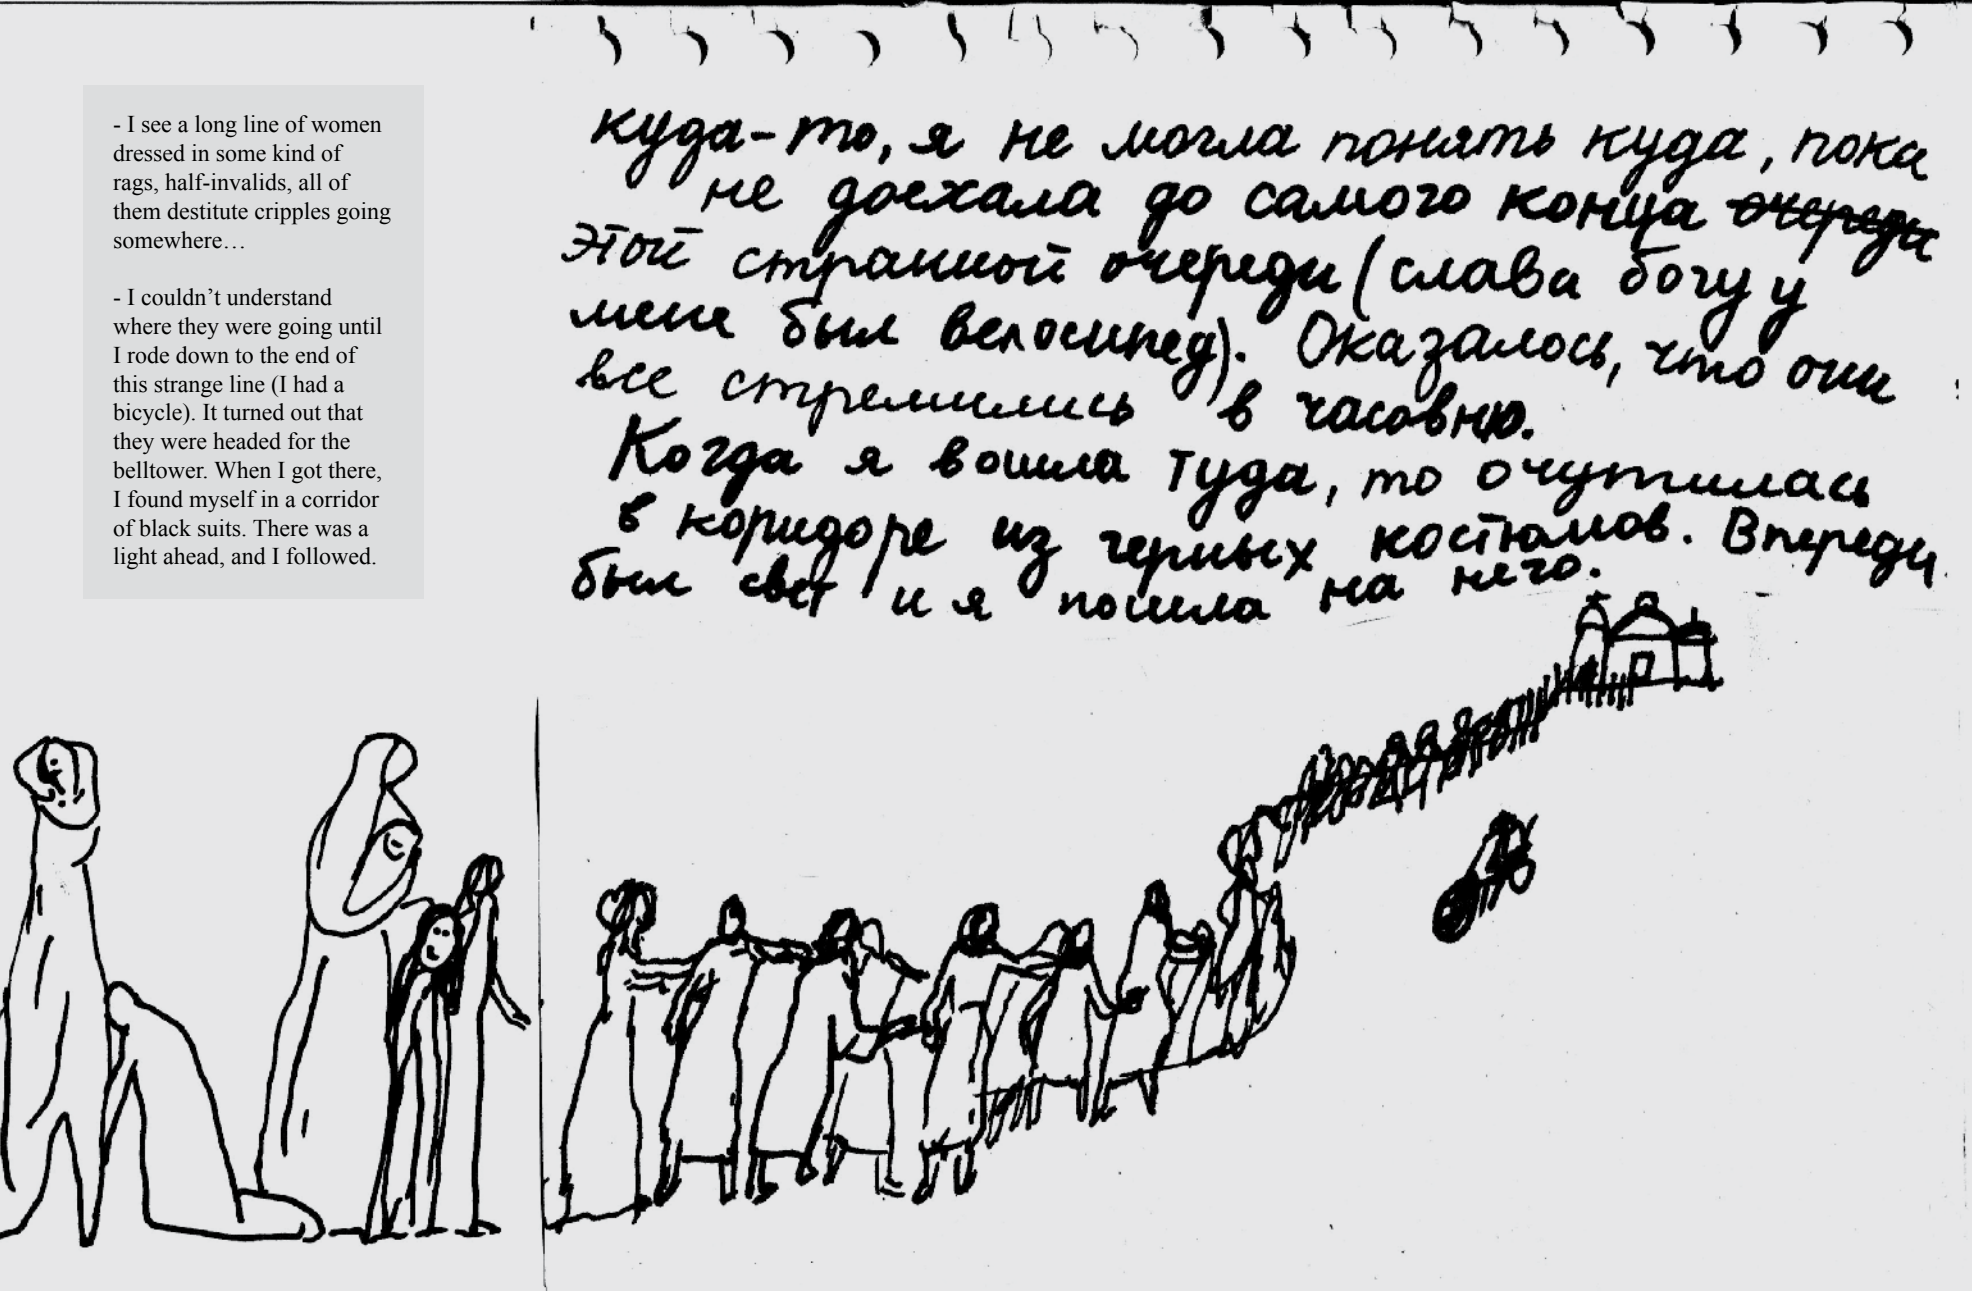 - I see a long line of women
dressed in some kind of
rags, half-invalids, all of
them destitute cripples going
somewhere…
- I couldn’t understand
where they were going until
I rode down to the end of
this strange line (I had a
bicycle). It turned out that
they were headed for the
belltower. When I got there,
I found myself in a corridor
of black suits. There was a
light ahead, and I followed.
куда-то, я не могла понять куда, пока
не доехала до самого конца очереди
этой странной очереди (слава богу у
меня был велосипед). Оказалось, что они
все стремились в часовню.
Когда я вошла туда, то очутилась
в коридоре из черных костюмов. Впереди
был свет и я пошла на него.